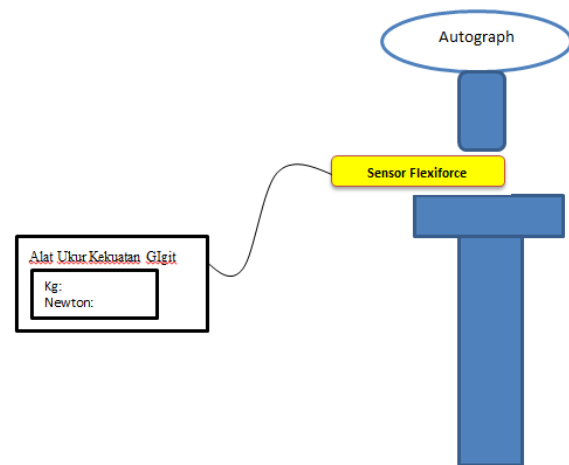 Autograph
Sensor Flexiforce
Alat Ukur Kekuatan GIgit
Kg:
Newton: